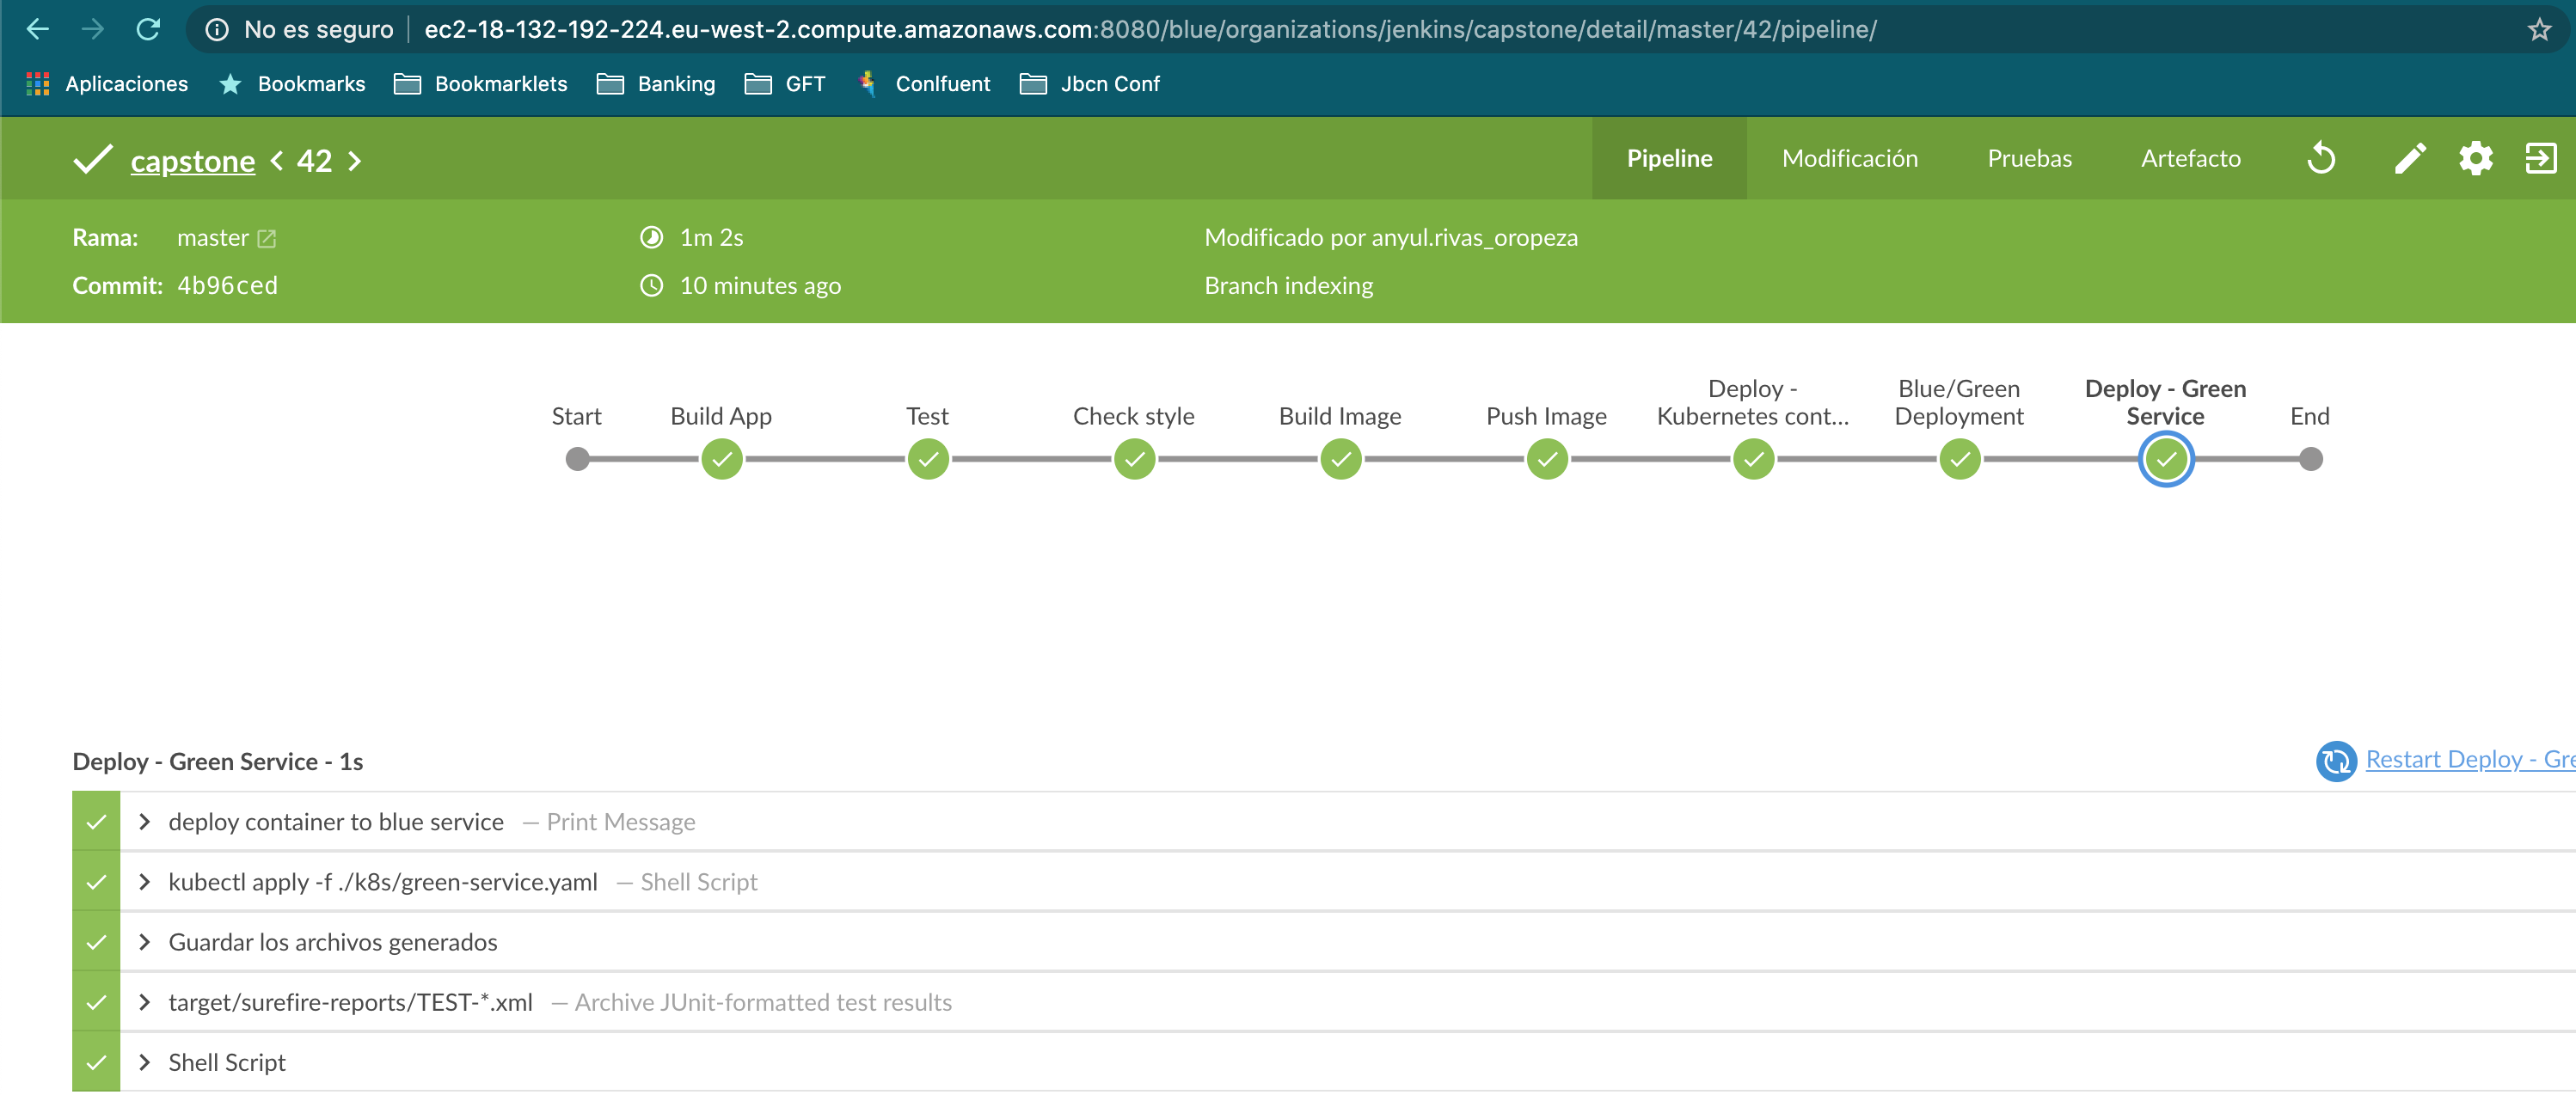 No es seguro | ec2-18-132-192-224.eu-west-2.compute.amazonaws.com:8080/blue/organizations/jenkins/capstone/detail/master/42/pipeline/
Aplicaciones Bookmarks Bookmarklets Banking GFT Conlfuent Jbcn Conf
capstone < 42 > Pipeline Modificación Pruebas Artefacto
Rama: master 1m 2s Modificado por anyul.rivas_oropeza
Commit: 4b96ced 10 minutes ago Branch indexing
Start
Build App
Test
Check style
Build Image
Push Image
Deploy -
Kubernetes cont...
Blue/Green
Deployment
Deploy - Green
Service
End
Deploy - Green Service - 1s Restart Deploy - Gre
deploy container to blue service — Print Message
kubectl apply -f ./k8s/green-service.yaml — Shell Script
Guardar los archivos generados
target/surefire-reports/TEST-*.xml — Archive JUnit-formatted test results
Shell Script